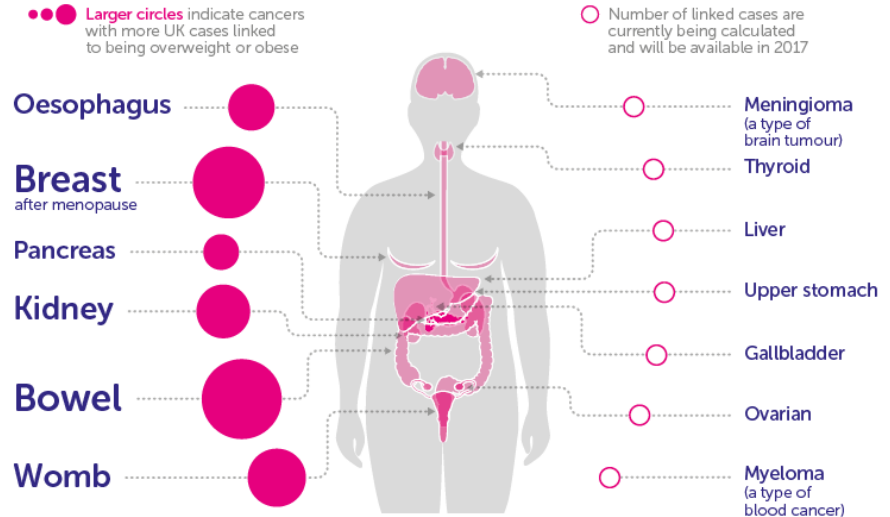 Larger circles indicate cancers
with more UK cases linked
to being overweight or obese
Number of linked cases are
currently being calculated
and will be available in 2017
Oesophagus
Breast
after menopause
Pancreas
Kidney
Bowel
Womb
Meningioma
(a type of
brain tumour)
Thyroid
Liver
Upper stomach
Gallbladder
Ovarian
Myeloma
(a type of
blood cancer)